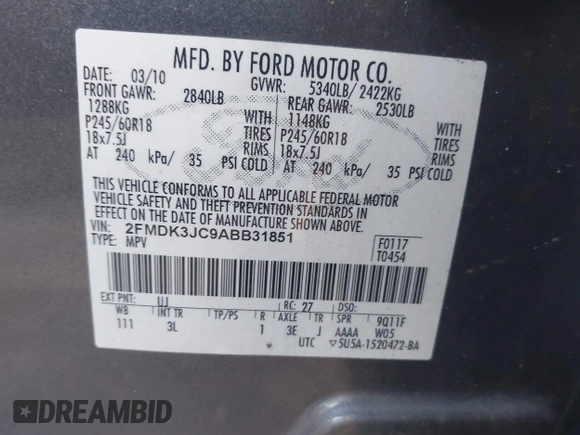 MFD. BY FORD MOTOR CO.
DATE: 03/10 GVWR: 5340LB/ 2422KG
FRONT GAWR: 2840LB REAR GAWR: 2530LB
1288KG WITH 1148KG WITH
P245/60R18 TIRES P245/60R18 TIRES
18x7.5J RIMS 18x7.5J RIMS
AT 240 kPa/ 35 PSI COLD AT 240 kPa/ 35 PSI COLD
THIS VEHICLE CONFORMS TO ALL APPLICABLE FEDERAL MOTOR
VEHICLE SAFETY AND THEFT PREVENTION STANDARDS IN
EFFECT ON THE DATE OF MANUFACTURE SHOWN ABOVE.
VIN: 2FMDK3JC9ABB31851
TYPE: MPV
F0117
T0454
EXT PNT: UJ RC: 27 DSO:
WB INT TR TP/PS R AXLE TR SPR 9Q11F
111 3L 1 3E J AAAA W05
UTC ▽5U5A-1520472-BA
Ford
DREAMBID